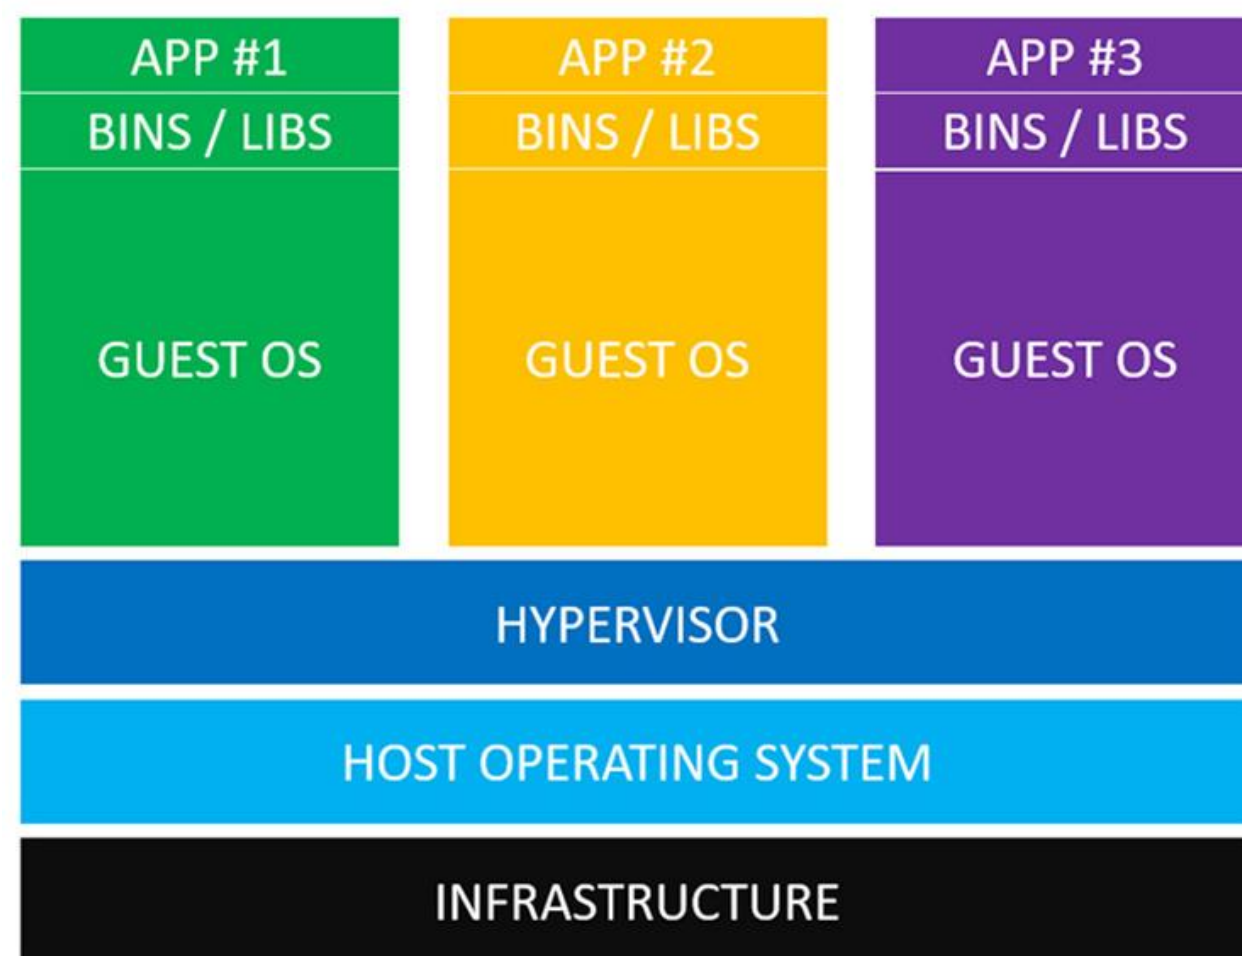 APP #1
BINS / LIBS
GUEST OS
APP #2
BINS / LIBS
GUEST OS
APP #3
BINS / LIBS
GUEST OS
HYPERVISOR
HOST OPERATING SYSTEM
INFRASTRUCTURE